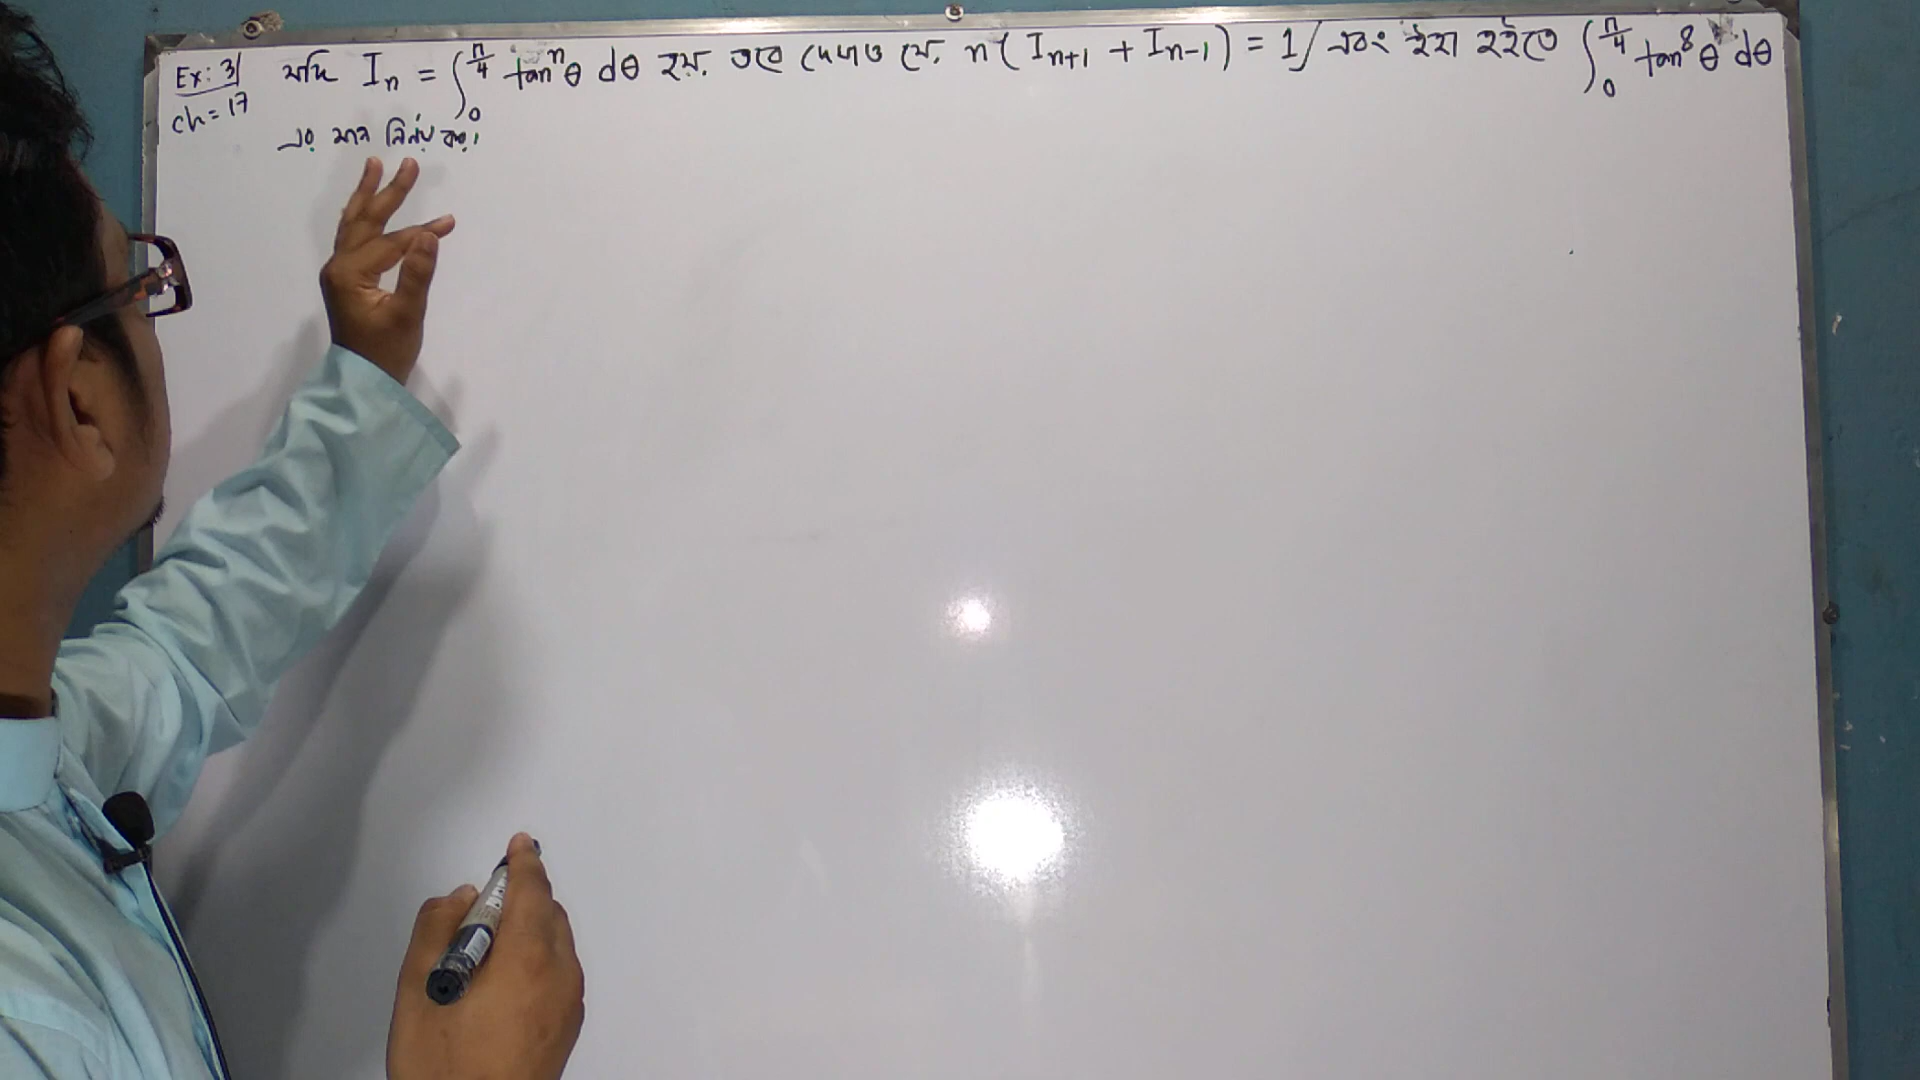 Ex: 3| যদি I_n = ∫_0^{π/4} tan^n θ dθ হয়. তবে দেখাও যে. n(I_{n+1} + I_{n-1}) = 1/ এবং ইহা হইতে ∫_0^{π/4} tan^8 θ dθ
ch = 17
এর মান নির্ণয় কর।